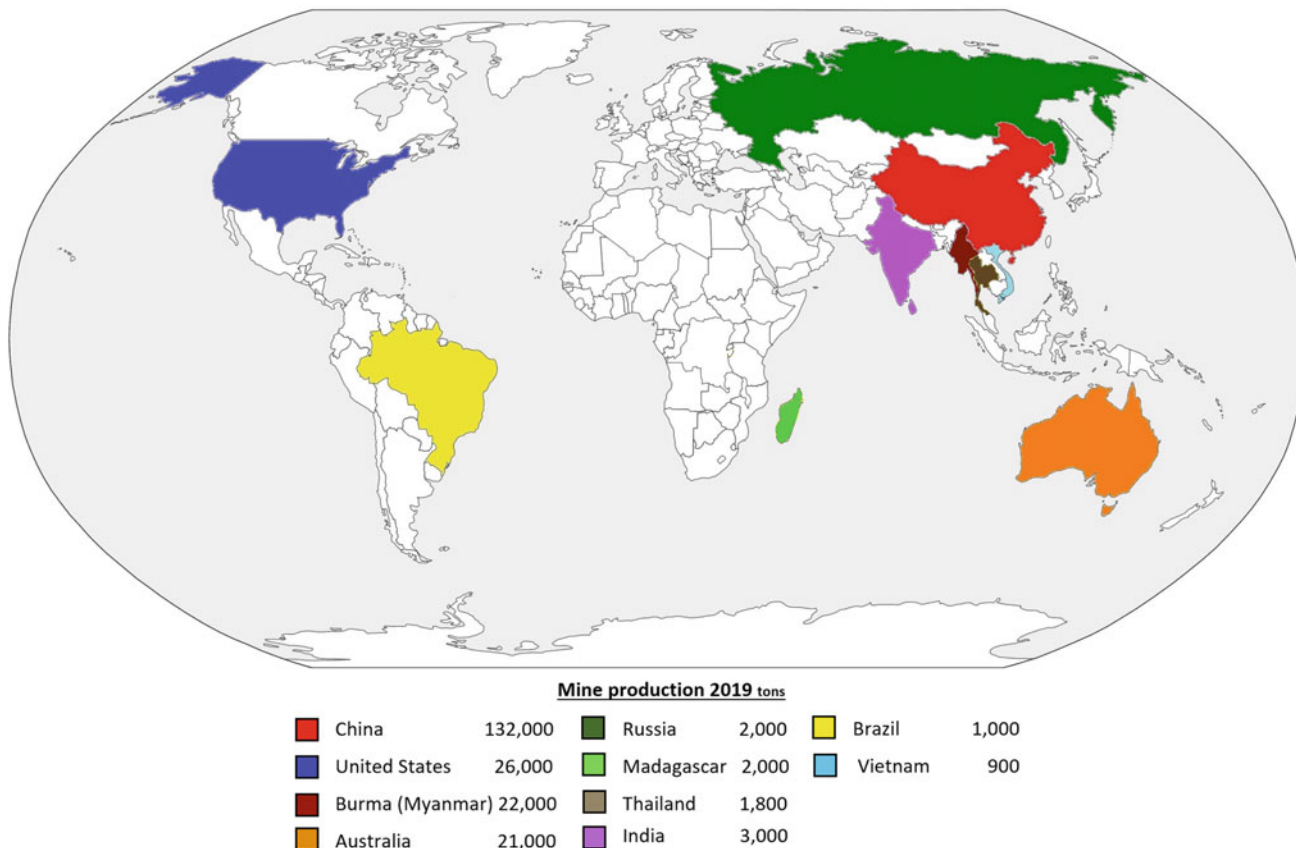 Mine production 2019 tons
China 132,000 Russia 2,000 Brazil 1,000
United States 26,000 Madagascar 2,000 Vietnam 900
Burma (Myanmar) 22,000 Thailand 1,800
Australia 21,000 India 3,000